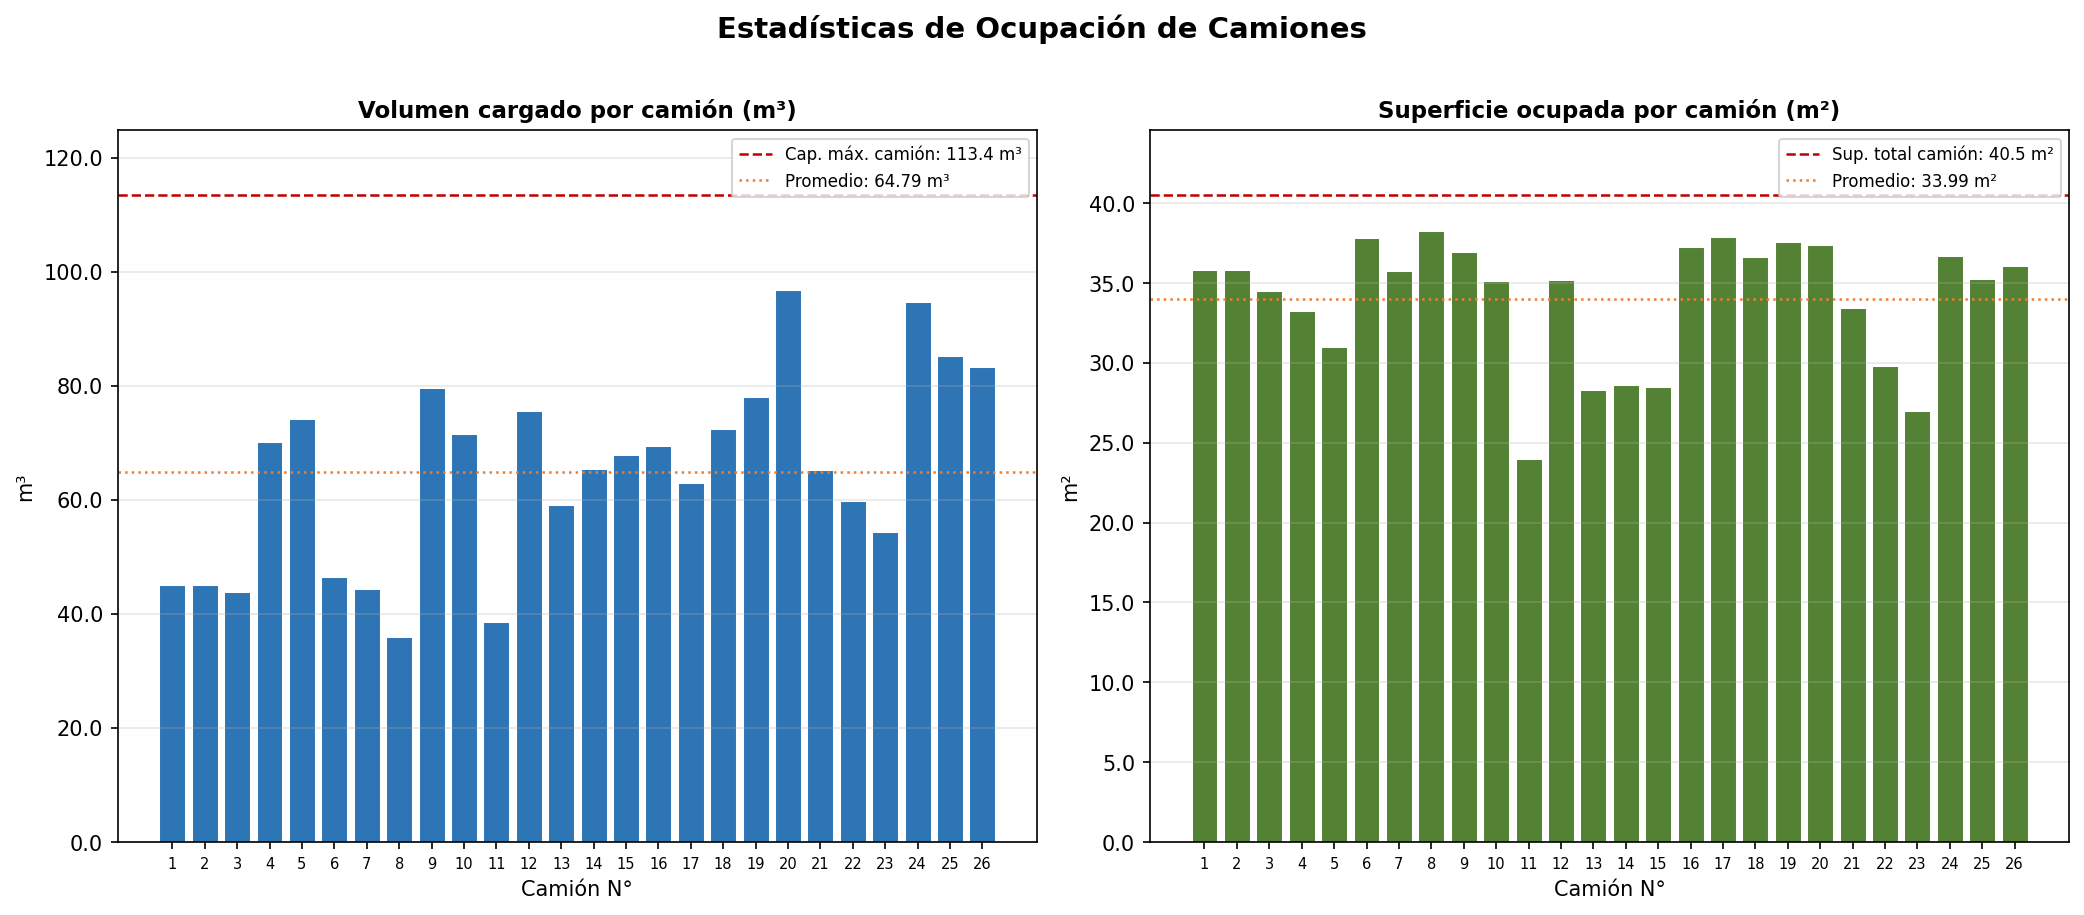 Estadísticas de Ocupación de Camiones
Volumen cargado por camión (m³)
Cap. máx. camión: 113.4 m³
Promedio: 64.79 m³
120.0
100.0
80.0
60.0
40.0
20.0
0.0
m³
1 2 3 4 5 6 7 8 9 10 11 12 13 14 15 16 17 18 19 20 21 22 23 24 25 26
Camión N°
Superficie ocupada por camión (m²)
Sup. total camión: 40.5 m²
Promedio: 33.99 m²
40.0
35.0
30.0
25.0
20.0
15.0
10.0
5.0
0.0
m²
1 2 3 4 5 6 7 8 9 10 11 12 13 14 15 16 17 18 19 20 21 22 23 24 25 26
Camión N°